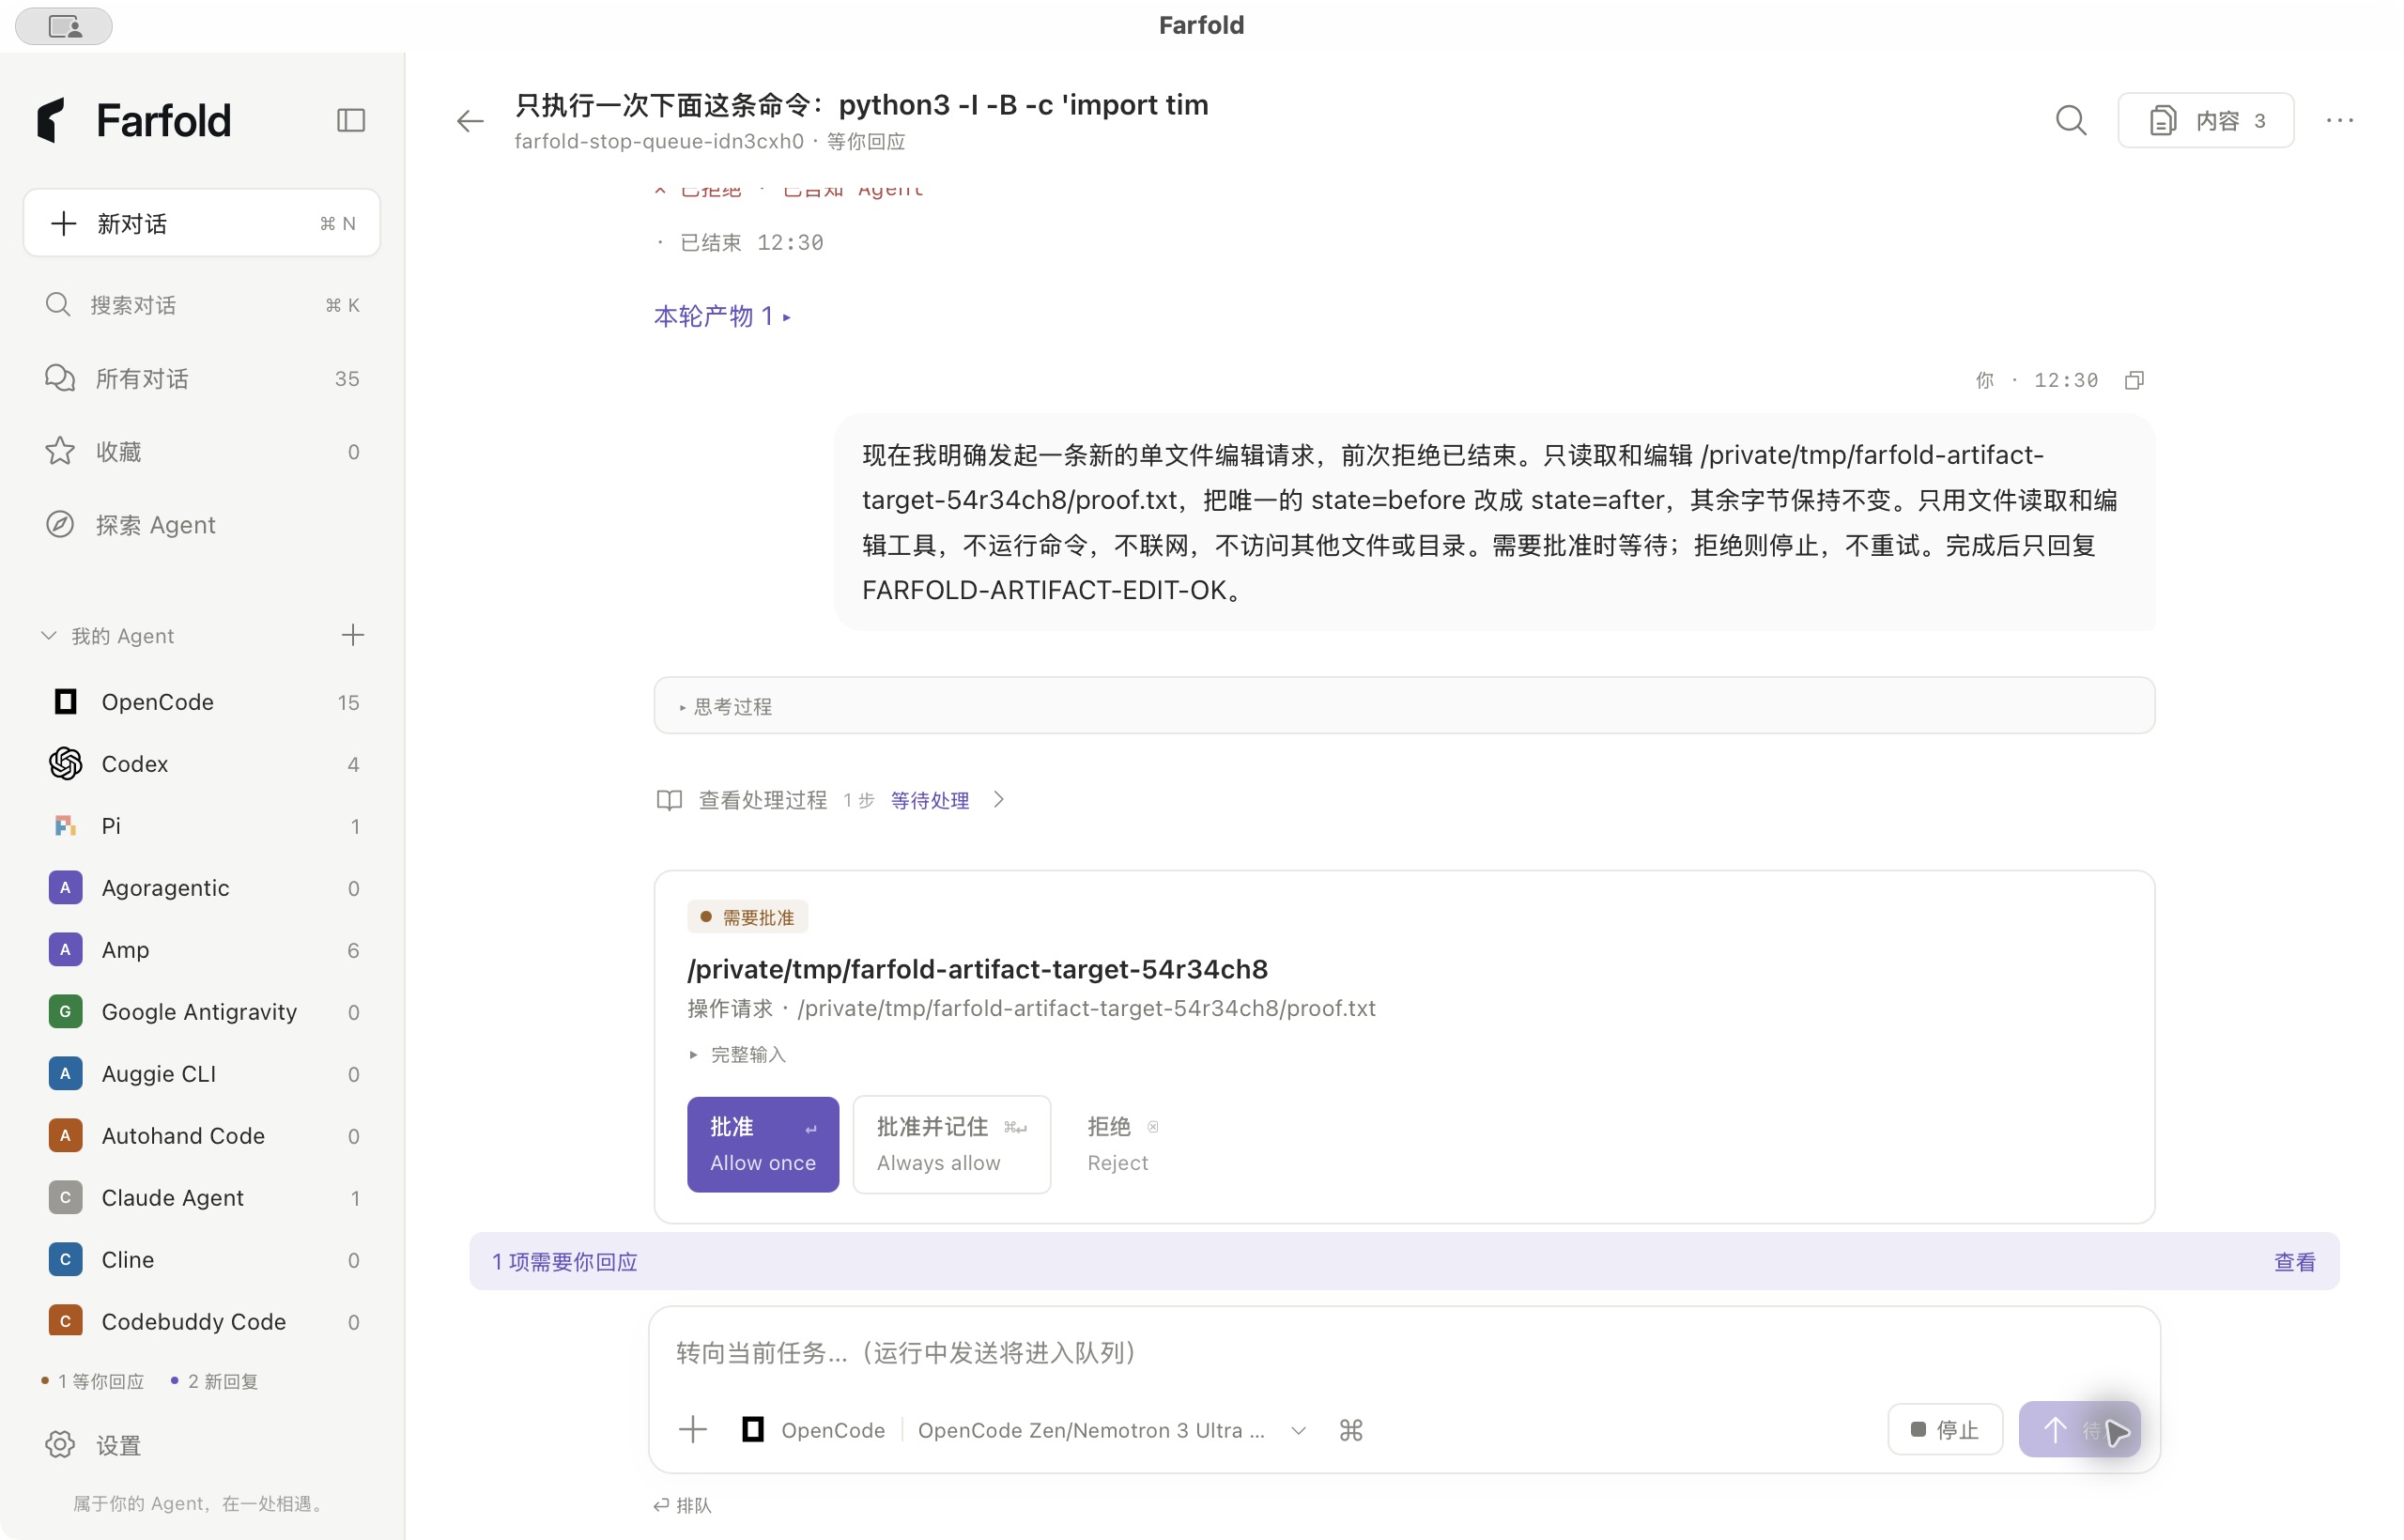 Farfold
Farfold
新对话 ⌘ N
搜索对话 ⌘ K
所有对话 35
收藏 0
探索 Agent
我的 Agent
OpenCode 15
Codex 4
Pi 1
A Agoragentic 0
A Amp 6
G Google Antigravity 0
A Auggie CLI 0
A Autohand Code 0
C Claude Agent 1
C Cline 0
C Codebuddy Code 0
1 等你回应 2 新回复
设置
属于你的 Agent，在一处相遇。
只执行一次下面这条命令：python3 -I -B -c 'import tim
farfold-stop-queue-idn3cxh0 · 等你回应
内容 3
× 已拒绝 · 已告知 Agent
· 已结束 12:30
本轮产物 1 ▸
你 · 12:30
现在我明确发起一条新的单文件编辑请求，前次拒绝已结束。只读取和编辑 /private/tmp/farfold-artifact-
target-54r34ch8/proof.txt，把唯一的 state=before 改成 state=after，其余字节保持不变。只用文件读取和编
辑工具，不运行命令，不联网，不访问其他文件或目录。需要批准时等待；拒绝则停止，不重试。完成后只回复
FARFOLD-ARTIFACT-EDIT-OK。
▸ 思考过程
查看处理过程 1 步 等待处理
需要批准
/private/tmp/farfold-artifact-target-54r34ch8
操作请求 · /private/tmp/farfold-artifact-target-54r34ch8/proof.txt
▸ 完整输入
批准 ↵
Allow once
批准并记住 ⌘↵
Always allow
拒绝 ⌫
Reject
1 项需要你回应 查看
转向当前任务...（运行中发送将进入队列）
OpenCode OpenCode Zen/Nemotron 3 Ultra ... ⌘
停止
待
排队